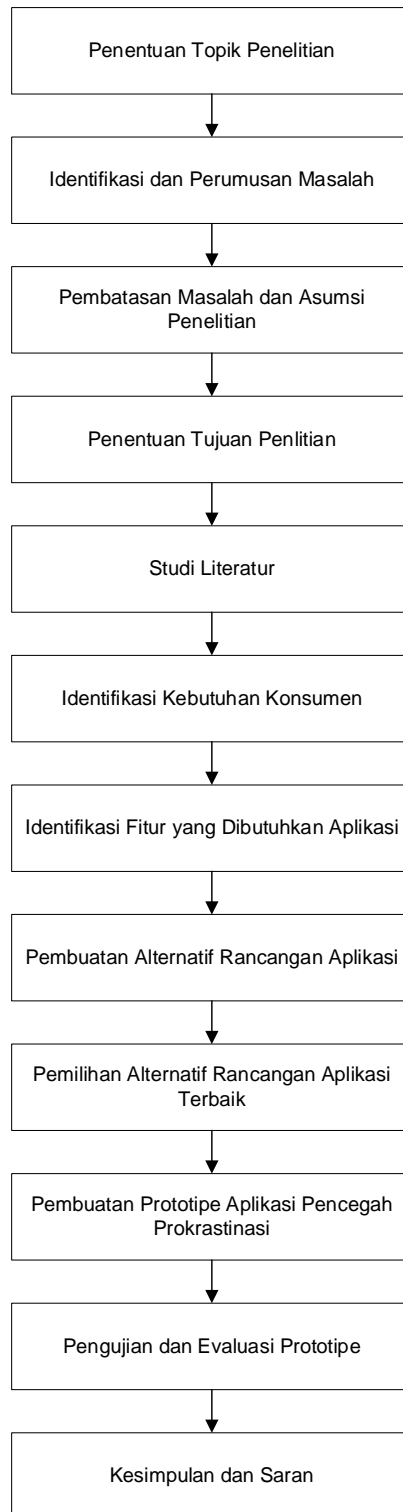 Penentuan Topik Penelitian
Identifikasi dan Perumusan Masalah
Pembatasan Masalah dan Asumsi
Penelitian
Penentuan Tujuan Penlitian
Studi Literatur
Identifikasi Kebutuhan Konsumen
Identifikasi Fitur yang Dibutuhkan Aplikasi
Pembuatan Alternatif Rancangan Aplikasi
Pemilihan Alternatif Rancangan Aplikasi
Terbaik
Pembuatan Prototipe Aplikasi Pencegah
Prokrastinasi
Pengujian dan Evaluasi Prototipe
Kesimpulan dan Saran